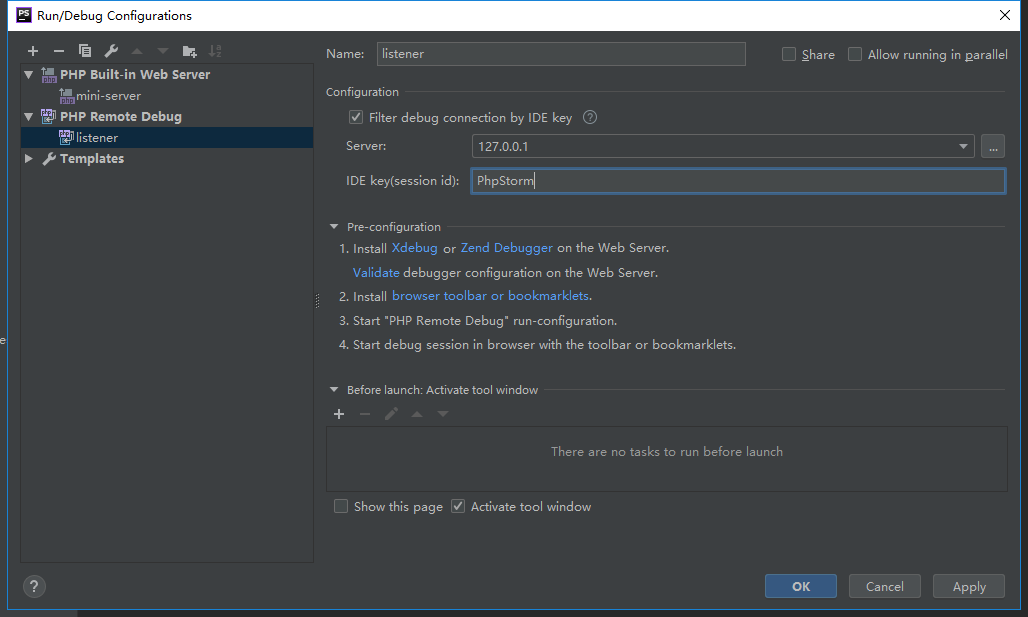 PS Run/Debug Configurations
Name: listener Share Allow running in parallel
PHP Built-in Web Server
mini-server
PHP Remote Debug
listener
Templates
Configuration
Filter debug connection by IDE key ?
Server: 127.0.0.1 ...
IDE key(session id): PhpStorm
Pre-configuration
1. Install Xdebug or Zend Debugger on the Web Server.
Validate debugger configuration on the Web Server.
2. Install browser toolbar or bookmarklets.
3. Start "PHP Remote Debug" run-configuration.
4. Start debug session in browser with the toolbar or bookmarklets.
Before launch: Activate tool window
There are no tasks to run before launch
Show this page Activate tool window
? OK Cancel Apply